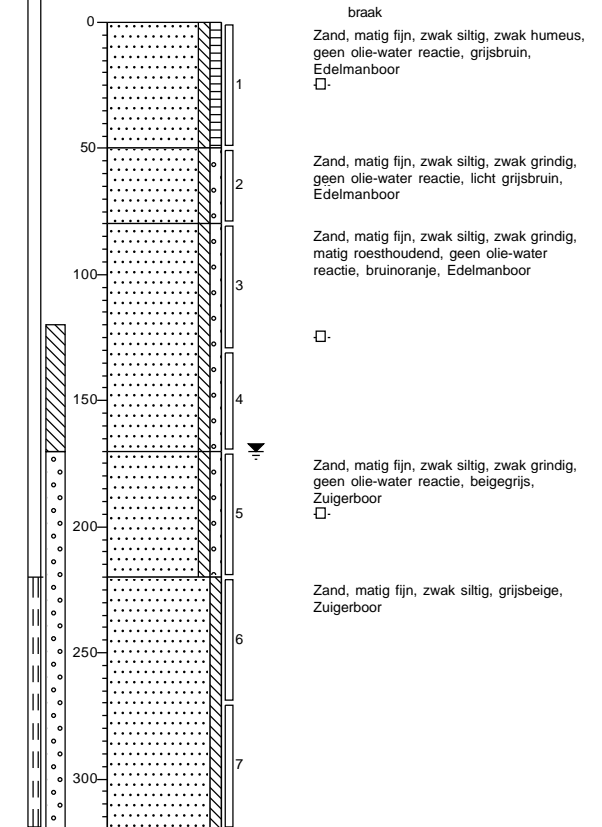 braak
0
Zand, matig fijn, zwak siltig, zwak humeus,
geen olie-water reactie, grijsbruin,
Edelmanboor
1
50
Zand, matig fijn, zwak siltig, zwak grindig,
geen olie-water reactie, licht grijsbruin,
Edelmanboor
2
Zand, matig fijn, zwak siltig, zwak grindig,
matig roesthoudend, geen olie-water
reactie, bruinoranje, Edelmanboor
100
3
150
4
Zand, matig fijn, zwak siltig, zwak grindig,
geen olie-water reactie, beigegrijs,
Zuigerboor
5
200
Zand, matig fijn, zwak siltig, grijsbeige,
Zuigerboor
6
250
7
300